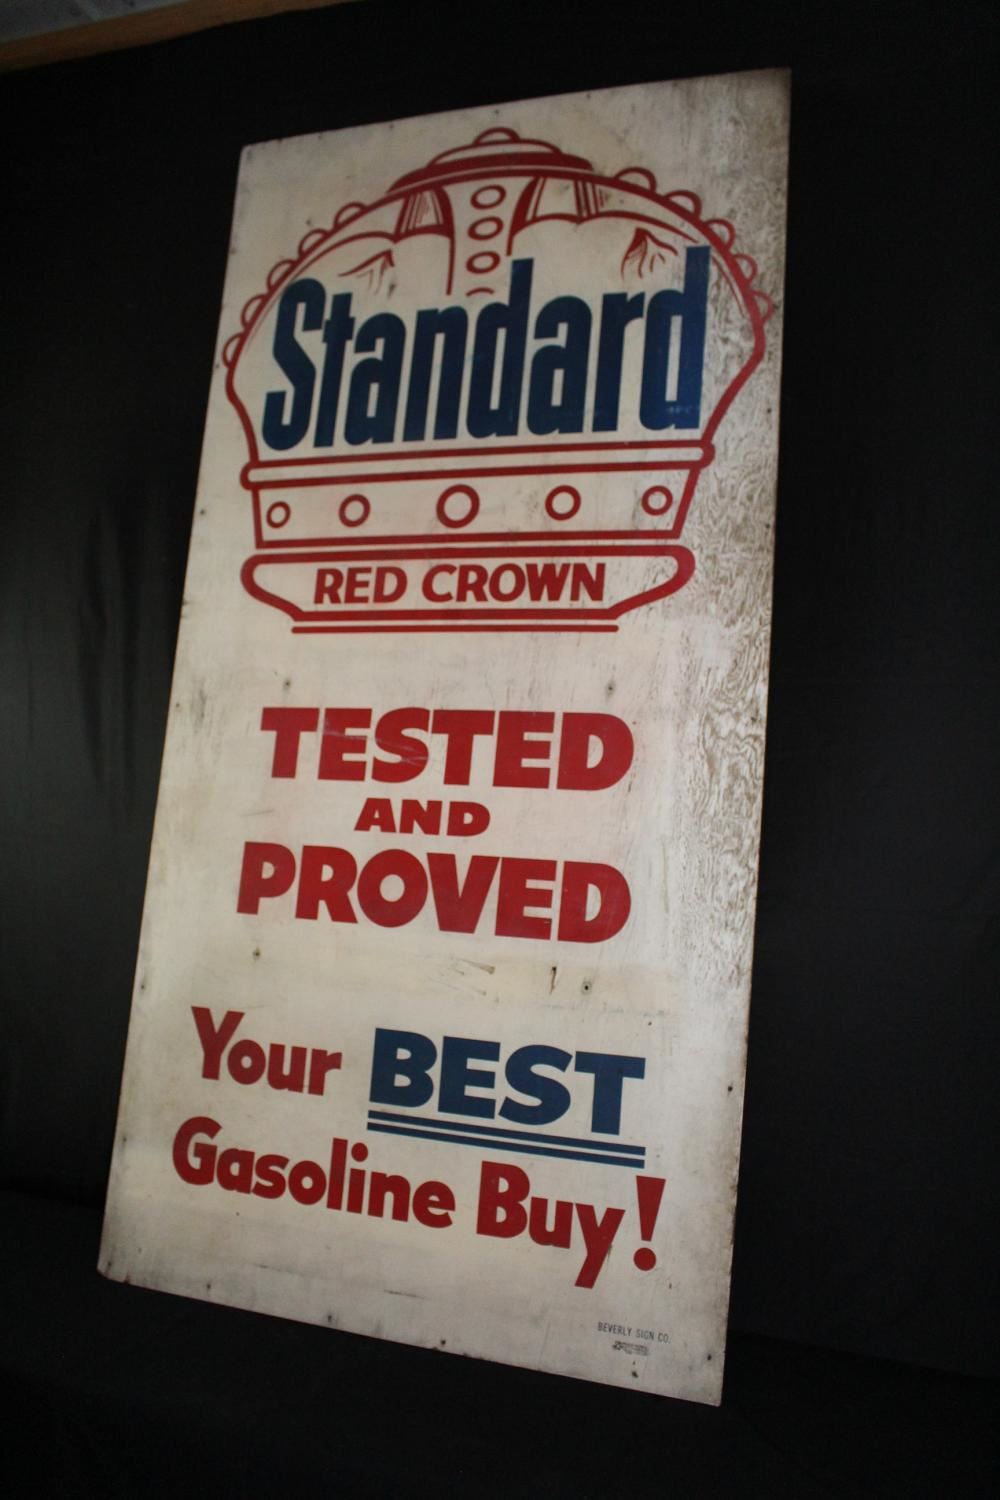 Standard
RED CROWN
TESTED
AND
PROVED
Your BEST
Gasoline Buy!
BEVERLY SIGN CO.